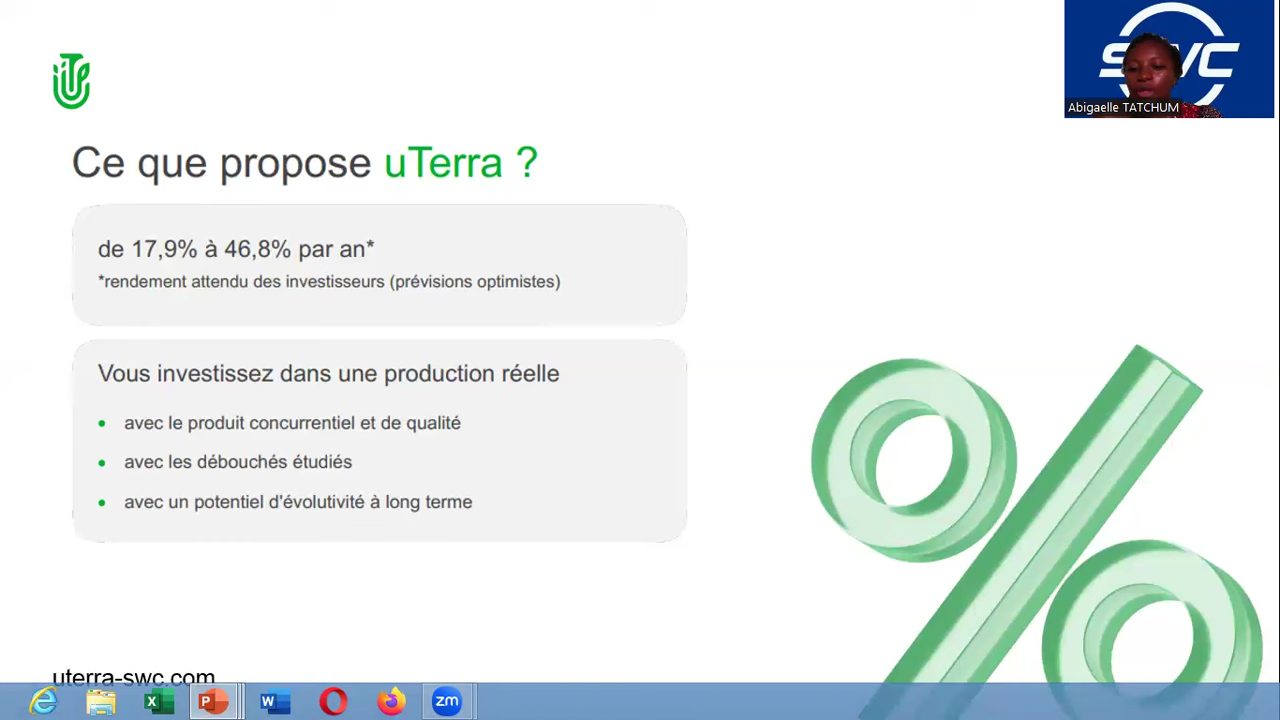 SWC
Abigaelle TATCHUM
Ce que propose uTerra ?
de 17,9% à 46,8% par an*
*rendement attendu des investisseurs (prévisions optimistes)
Vous investissez dans une production réelle
avec le produit concurrentiel et de qualité
avec les débouchés étudiés
avec un potentiel d'évolutivité à long terme
%
uterra-swc.com
zm